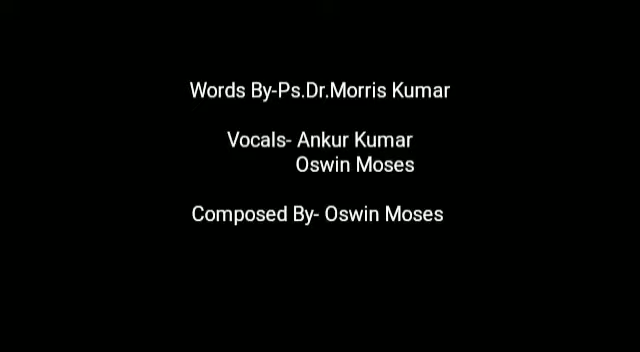 Words By-Ps.Dr.Morris Kumar
Vocals- Ankur Kumar
Oswin Moses
Composed By- Oswin Moses